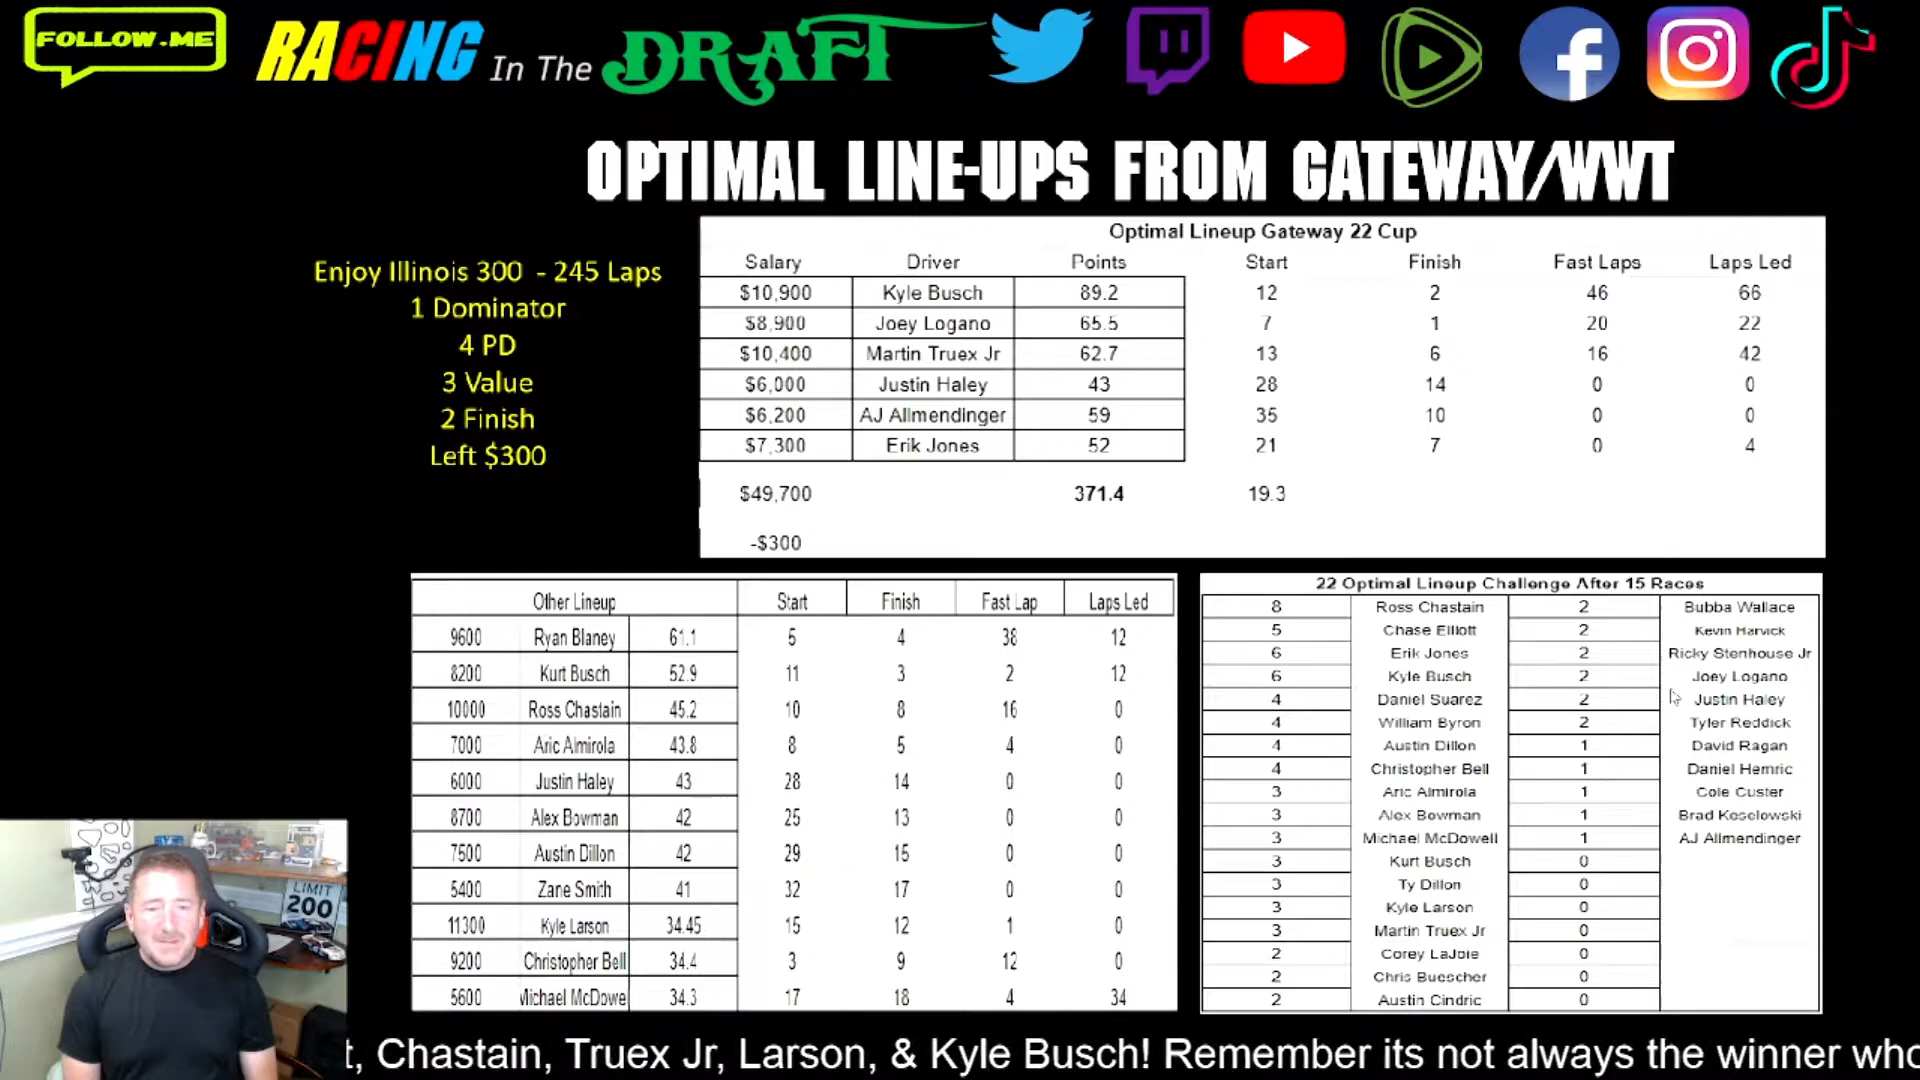 FOLLOW.ME
RACING In The DRAFT
OPTIMAL LINE-UPS FROM GATEWAY/WWT
Enjoy Illinois 300 - 245 Laps
1 Dominator
4 PD
3 Value
2 Finish
Left $300
Optimal Lineup Gateway 22 Cup
Salary Driver Points Start Finish Fast Laps Laps Led
$10,900 Kyle Busch 89.2 12 2 46 66
$8,900 Joey Logano 65.5 7 1 20 22
$10,400 Martin Truex Jr 62.7 13 6 16 42
$6,000 Justin Haley 43 28 14 0 0
$6,200 AJ Allmendinger 59 35 10 0 0
$7,300 Erik Jones 52 21 7 0 4
$49,700 371.4 19.3
-$300
Other Lineup Start Finish Fast Lap Laps Led
9600 Ryan Blaney 61.1 5 4 38 12
8200 Kurt Busch 52.9 11 3 2 12
10000 Ross Chastain 45.2 10 8 16 0
7000 Aric Almirola 43.8 8 5 4 0
6000 Justin Haley 43 28 14 0 0
8700 Alex Bowman 42 25 13 0 0
7500 Austin Dillon 42 29 15 0 0
5400 Zane Smith 41 32 17 0 0
11300 Kyle Larson 34.45 15 12 1 0
9200 Christopher Bell 34.4 3 9 12 0
5600 Michael McDowe 34.3 17 18 4 34
22 Optimal Lineup Challenge After 15 Races
8 Ross Chastain 2 Bubba Wallace
5 Chase Elliott 2 Kevin Harvick
6 Erik Jones 2 Ricky Stenhouse Jr
6 Kyle Busch 2 Joey Logano
4 Daniel Suarez 2 Justin Haley
4 William Byron 2 Tyler Reddick
4 Austin Dillon 1 David Ragan
4 Christopher Bell 1 Daniel Hemric
3 Aric Almirola 1 Cole Custer
3 Alex Bowman 1 Brad Keselowski
3 Michael McDowell 1 AJ Allmendinger
3 Kurt Busch 0
3 Ty Dillon 0
3 Kyle Larson 0
3 Martin Truex Jr 0
2 Corey LaJoie 0
2 Chris Buescher 0
2 Austin Cindric 0
LIMIT
200
t, Chastain, Truex Jr, Larson, & Kyle Busch! Remember its not always the winner who